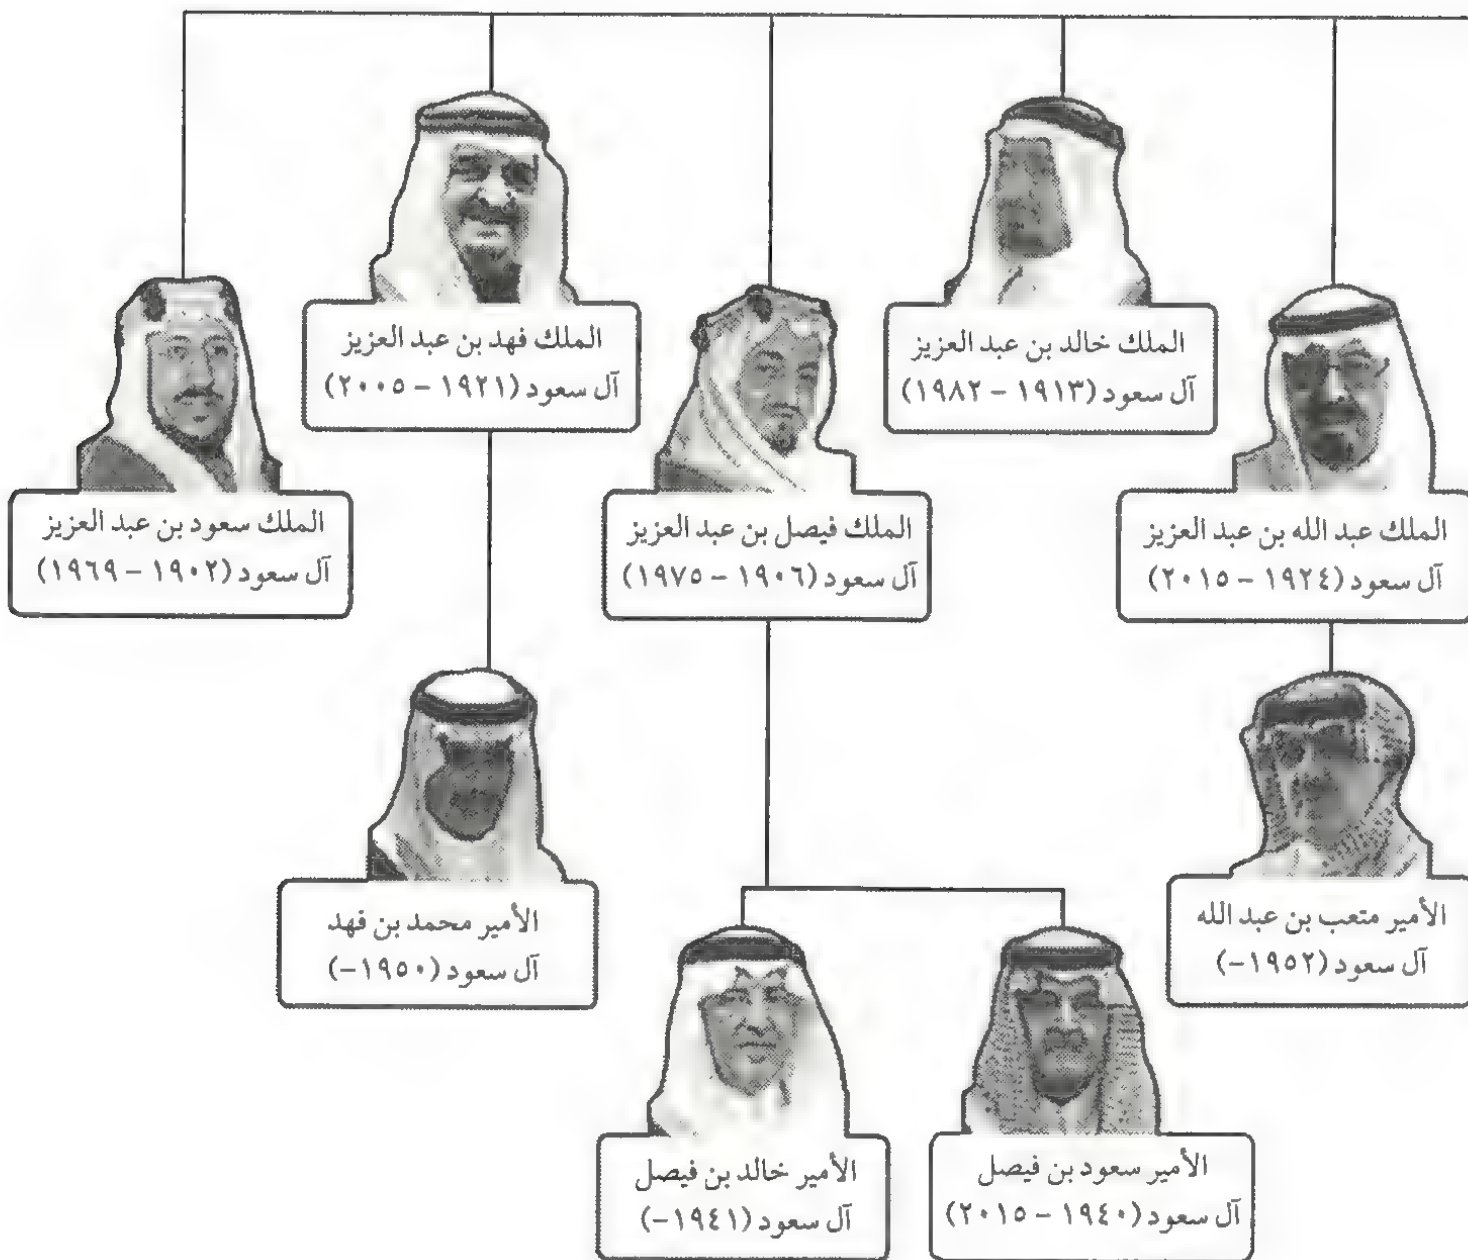 الملك فهد بن عبد العزيز
آل سعود (١٩٢١ – ٢٠٠٥)
الملك خالد بن عبد العزيز
آل سعود (١٩١٣ – ١٩٨٢)
الملك عبد الله بن عبد العزيز
آل سعود (١٩٢٤ – ٢٠١٥)
الملك فيصل بن عبد العزيز
آل سعود (١٩٠٦ – ١٩٧٥)
الملك سعود بن عبد العزيز
آل سعود (١٩٠٢ – ١٩٦٩)
الأمير متعب بن عبد الله
آل سعود (١٩٥٢–)
الأمير محمد بن فهد
آل سعود (١٩٥٠–)
الأمير سعود بن فيصل
آل سعود (١٩٤٠ – ٢٠١٥)
الأمير خالد بن فيصل
آل سعود (١٩٤١–)